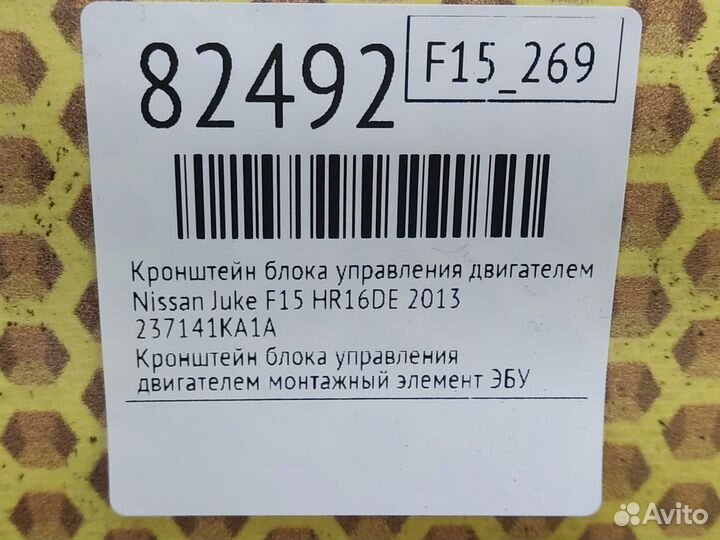 82492
F15_269
Кронштейн блока управления двигателем
Nissan Juke F15 HR16DE 2013
237141KA1A
Кронштейн блока управления
двигателем монтажный элемент ЭБУ
Avito